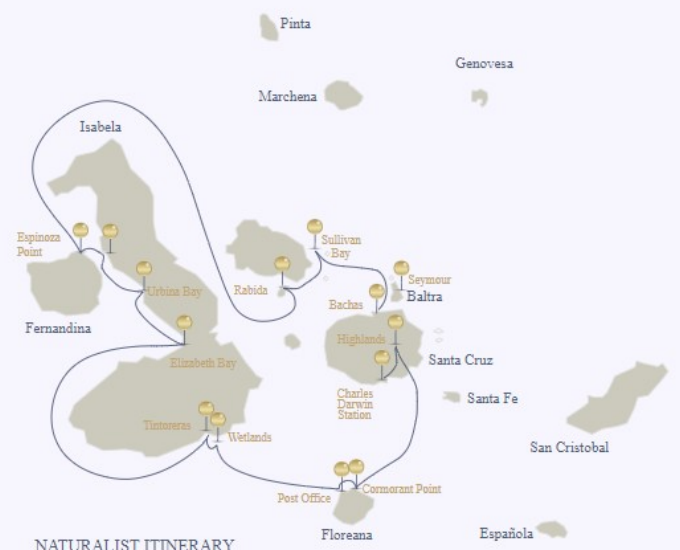 Pinta
Genovesa
Marchena
Isabela
Espinoza
Point
Sullivan
Bay
Seymour
Urbina Bay
Rabida
Baltra
Bachas
Fernandina
Highlands
Santa Cruz
Elizabeth Bay
Charles
Darwin
Station
Santa Fe
Tintoreras
Wetlands
San Cristobal
Cormorant Point
Post Office
Floreana
Española
NATURALIST ITINERARY